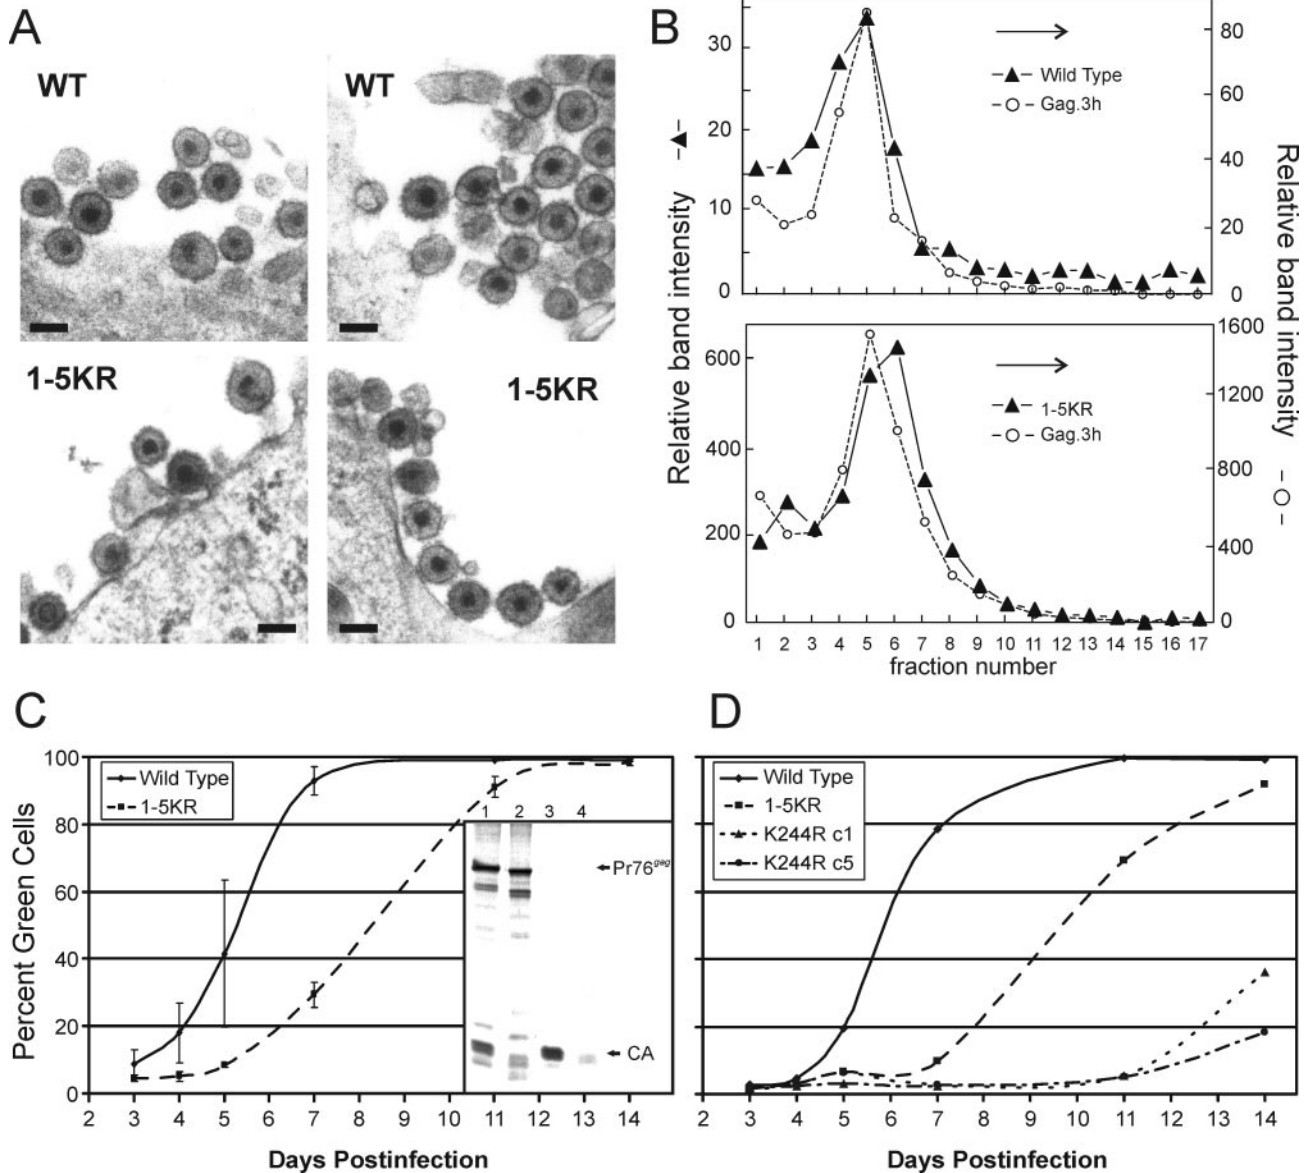 A
WT
WT
1-5KR
1-5KR
B
Relative band intensity –▲–
30
20
10
0
80
60
40
20
0
Wild Type
Gag.3h
600
400
200
0
1600
1200
800
400
0
1-5KR
Gag.3h
Relative band intensity –○–
1 2 3 4 5 6 7 8 9 10 11 12 13 14 15 16 17
fraction number
C
Percent Green Cells
100
80
60
40
20
0
Wild Type
1-5KR
1 2 3 4
Pr76gag
CA
2 3 4 5 7 10 11 12 13 14
Days Postinfection
D
Wild Type
1-5KR
K244R c1
K244R c5
2 3 4 5 7 8 9 10 11 12 14
Days Postinfection